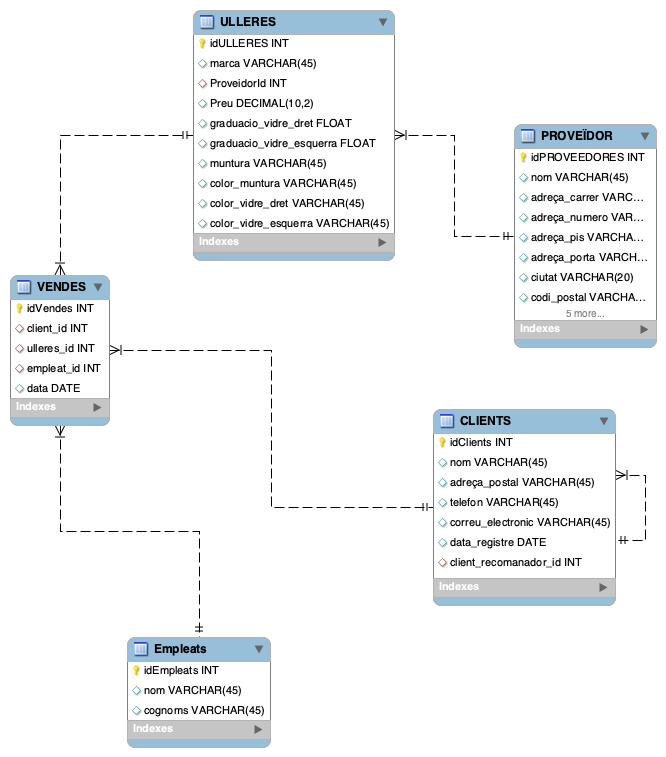 ULLERES
idULLERES INT
marca VARCHAR(45)
ProveidorId INT
Preu DECIMAL(10,2)
graduacio_vidre_dret FLOAT
graduacio_vidre_esquerra FLOAT
muntura VARCHAR(45)
color_muntura VARCHAR(45)
color_vidre_dret VARCHAR(45)
color_vidre_esquerra VARCHAR(45)
Indexes
PROVEÏDOR
idPROVEEDORES INT
nom VARCHAR(45)
adreça_carrer VARC...
adreça_numero VAR...
adreça_pis VARCHA...
adreça_porta VARCH...
ciutat VARCHAR(20)
codi_postal VARCHA...
5 more...
Indexes
VENDES
idVendes INT
client_id INT
ulleres_id INT
empleat_id INT
data DATE
Indexes
CLIENTS
idClients INT
nom VARCHAR(45)
adreça_postal VARCHAR(45)
telefon VARCHAR(45)
correu_electronic VARCHAR(45)
data_registre DATE
client_recomanador_id INT
Indexes
Empleats
idEmpleats INT
nom VARCHAR(45)
cognoms VARCHAR(45)
Indexes